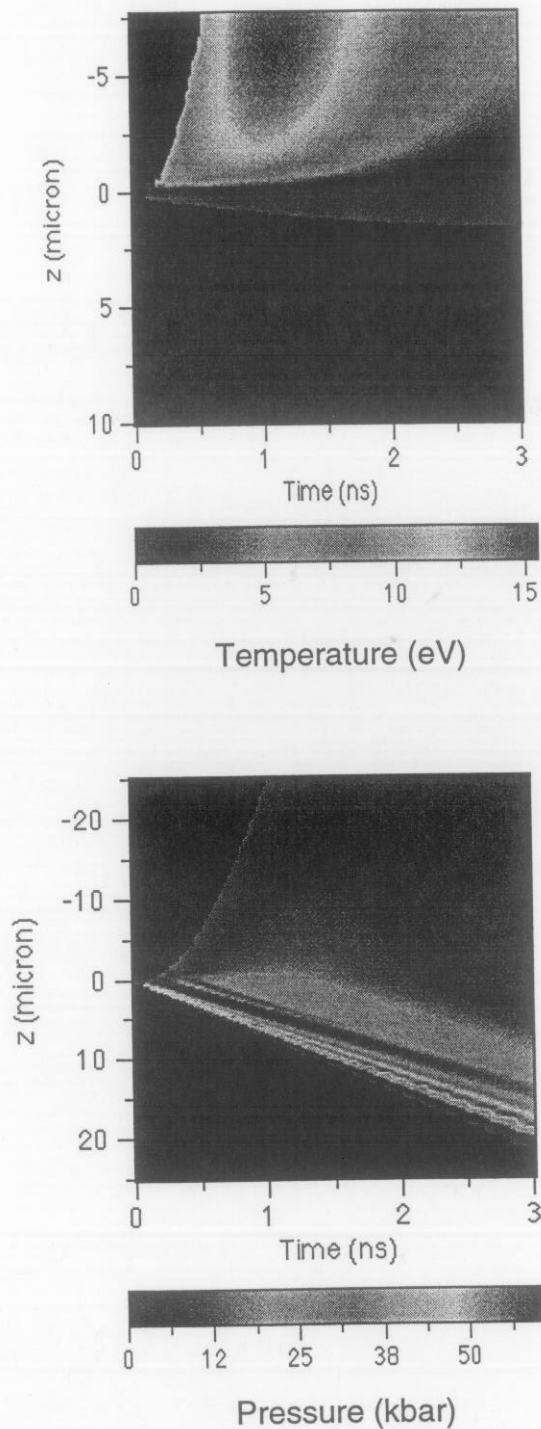 -5
0
5
10
z (micron)
0 1 2 3
Time (ns)
0 5 10 15
Temperature (eV)
-20
-10
0
10
20
z (micron)
0 1 2 3
Time (ns)
0 12 25 38 50
Pressure (kbar)